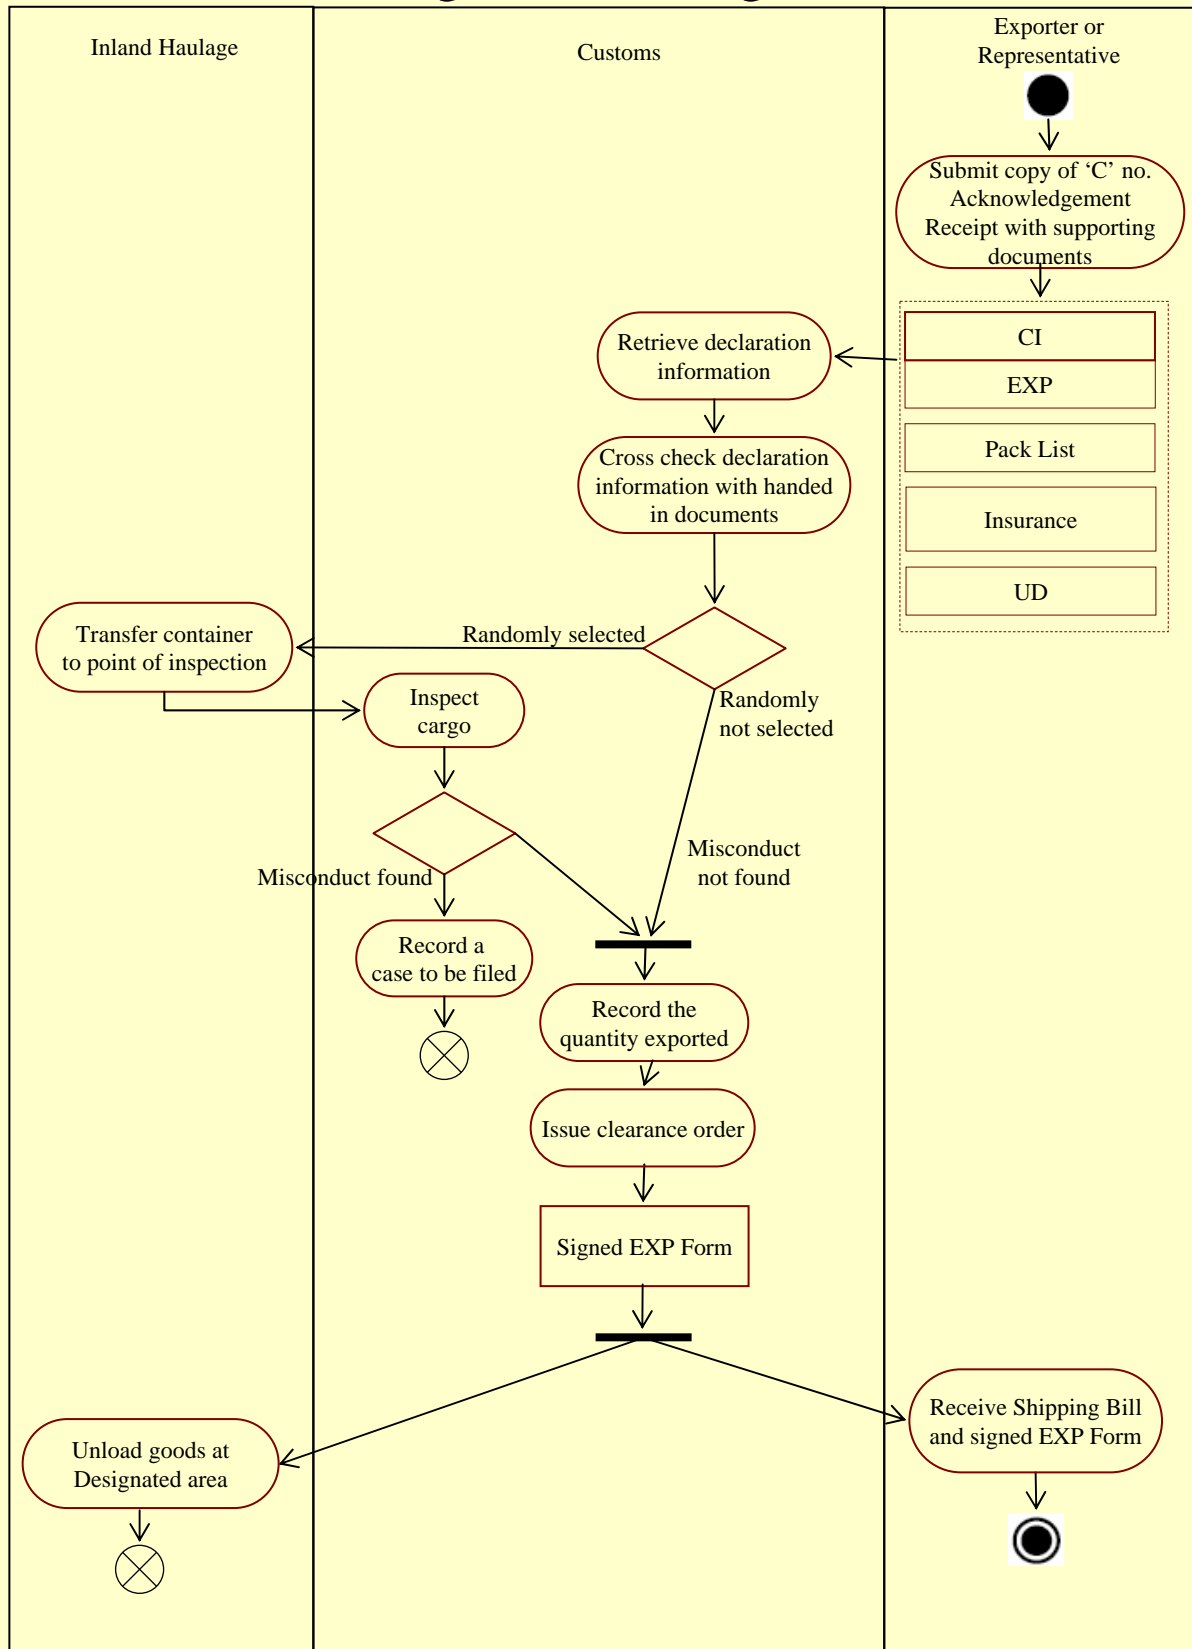 Inland Haulage
Customs
Exporter or
Representative
Submit copy of ‘C’ no.
Acknowledgement
Receipt with supporting
documents
CI
EXP
Pack List
Insurance
UD
Retrieve declaration
information
Cross check declaration
information with handed
in documents
Randomly selected
Transfer container
to point of inspection
Randomly
not selected
Inspect
cargo
Misconduct
not found
Misconduct found
Record a
case to be filed
Record the
quantity exported
Issue clearance order
Signed EXP Form
Receive Shipping Bill
and signed EXP Form
Unload goods at
Designated area